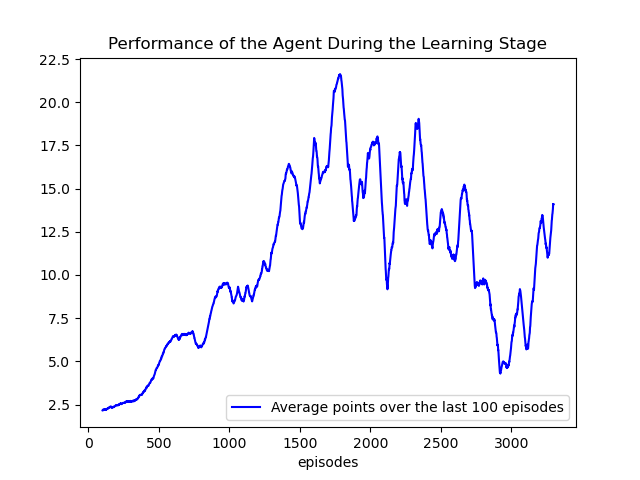 Performance of the Agent During the Learning Stage
22.5
20.0
17.5
15.0
12.5
10.0
7.5
5.0
2.5
Average points over the last 100 episodes
0 500 1000 1500 2000 2500 3000
episodes